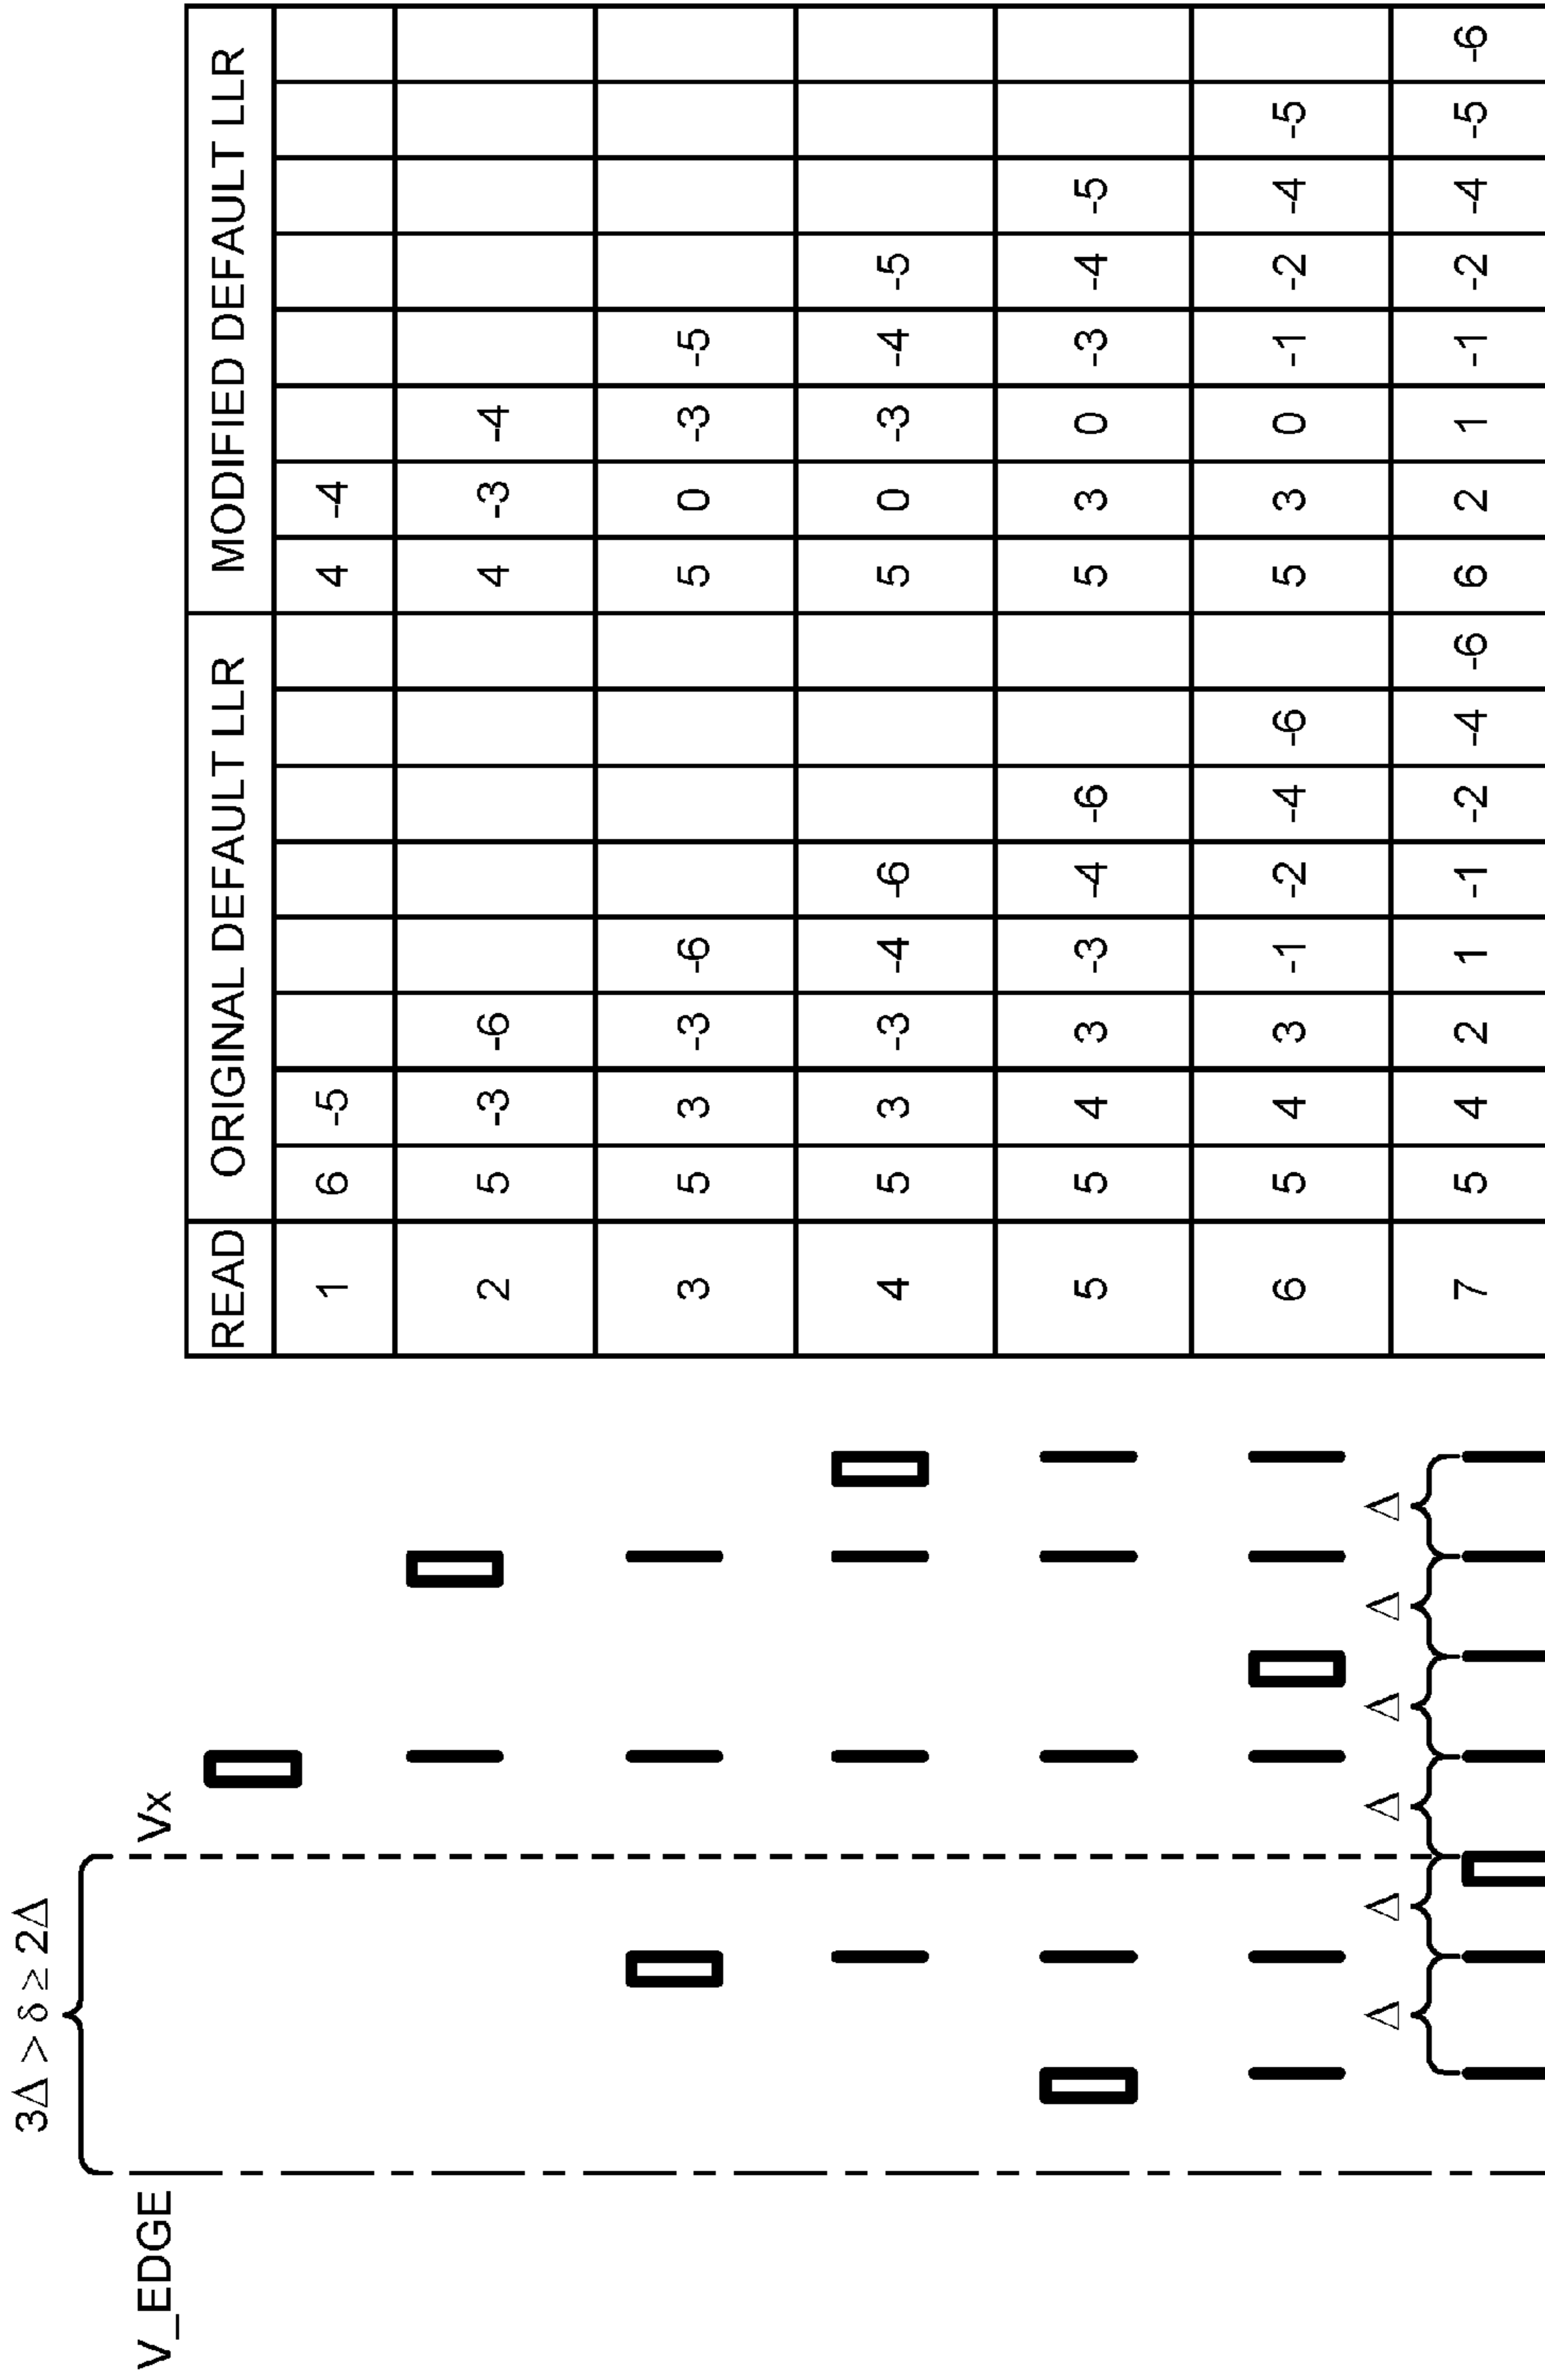 3Δ > δ ≥ 2Δ
V_EDGE Vx
Δ Δ Δ Δ Δ Δ
READ ORIGINAL DEFAULT LLR MODIFIED DEFAULT LLR
1 6 -5 4 -4
2 5 -3 -6 4 -3 -4
3 5 3 -3 -6 5 0 -3 -5
4 5 3 -3 -4 -6 5 0 -3 -4 -5
5 5 4 3 -3 -4 -6 5 3 0 -3 -4 -5
6 5 4 3 -1 -2 -4 -6 5 3 0 -1 -2 -4 -5
7 5 4 2 1 -1 -2 -4 -6 6 2 1 -1 -2 -4 -5 -6